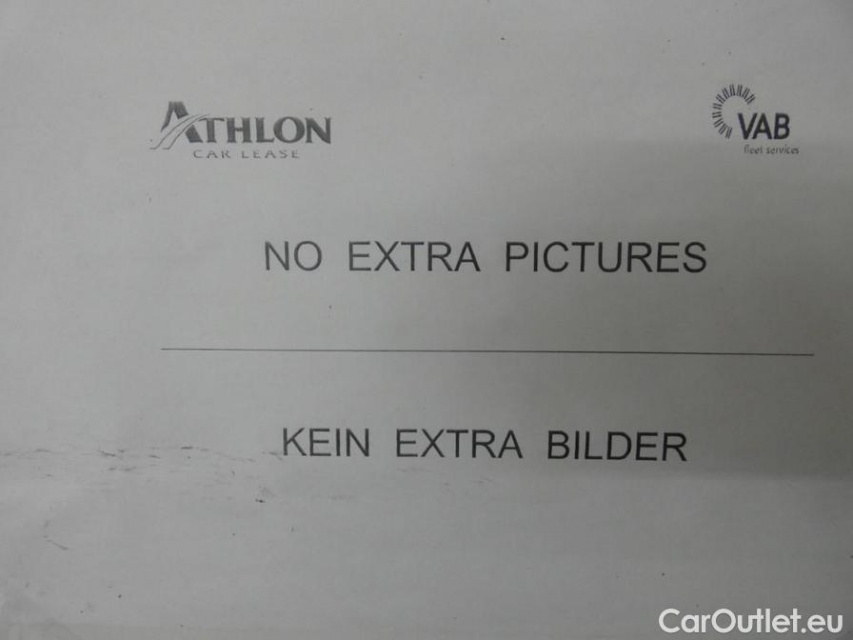 ATHLON
CAR LEASE
VAB
fleet services
NO EXTRA PICTURES
KEIN EXTRA BILDER
CarOutlet.eu